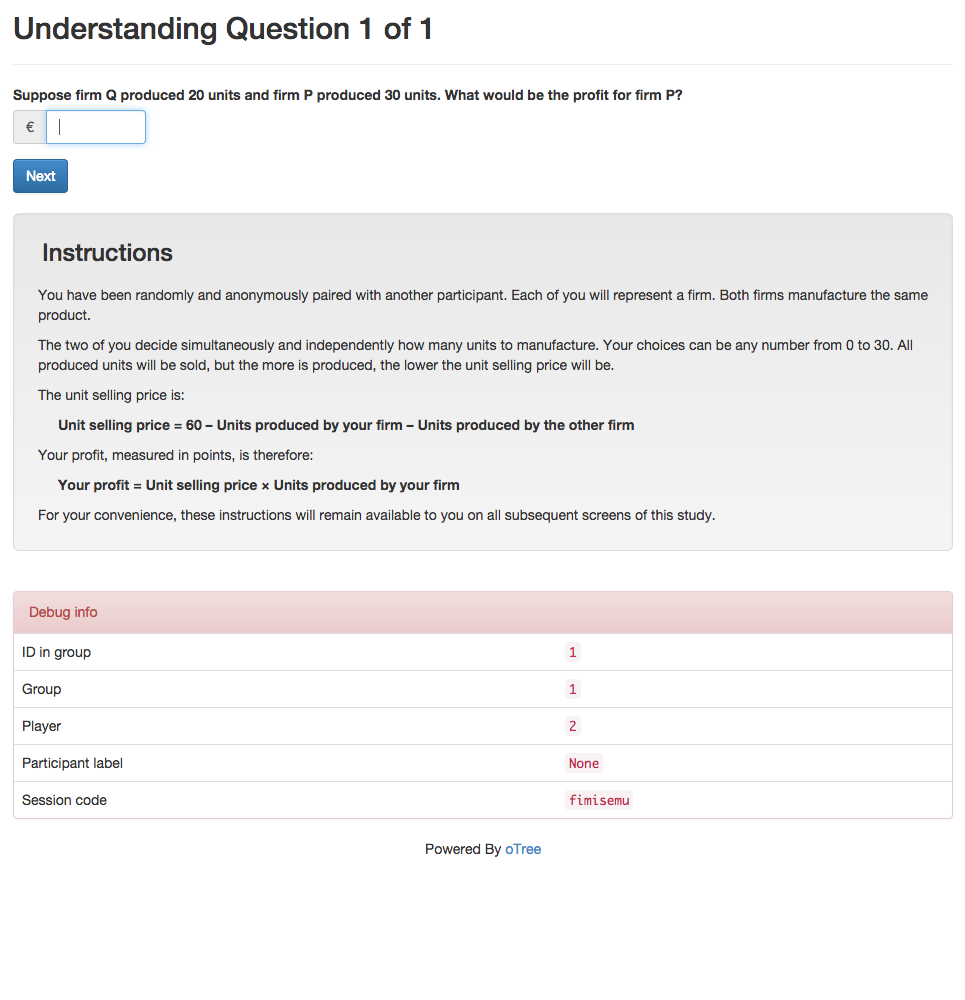 Understanding Question 1 of 1
Suppose firm Q produced 20 units and firm P produced 30 units. What would be the profit for firm P?
€
Next
Instructions
You have been randomly and anonymously paired with another participant. Each of you will represent a firm. Both firms manufacture the same
product.
The two of you decide simultaneously and independently how many units to manufacture. Your choices can be any number from 0 to 30. All
produced units will be sold, but the more is produced, the lower the unit selling price will be.
The unit selling price is:
Unit selling price = 60 – Units produced by your firm – Units produced by the other firm
Your profit, measured in points, is therefore:
Your profit = Unit selling price × Units produced by your firm
For your convenience, these instructions will remain available to you on all subsequent screens of this study.
Debug info
ID in group 1
Group 1
Player 2
Participant label None
Session code fimisemu
Powered By oTree